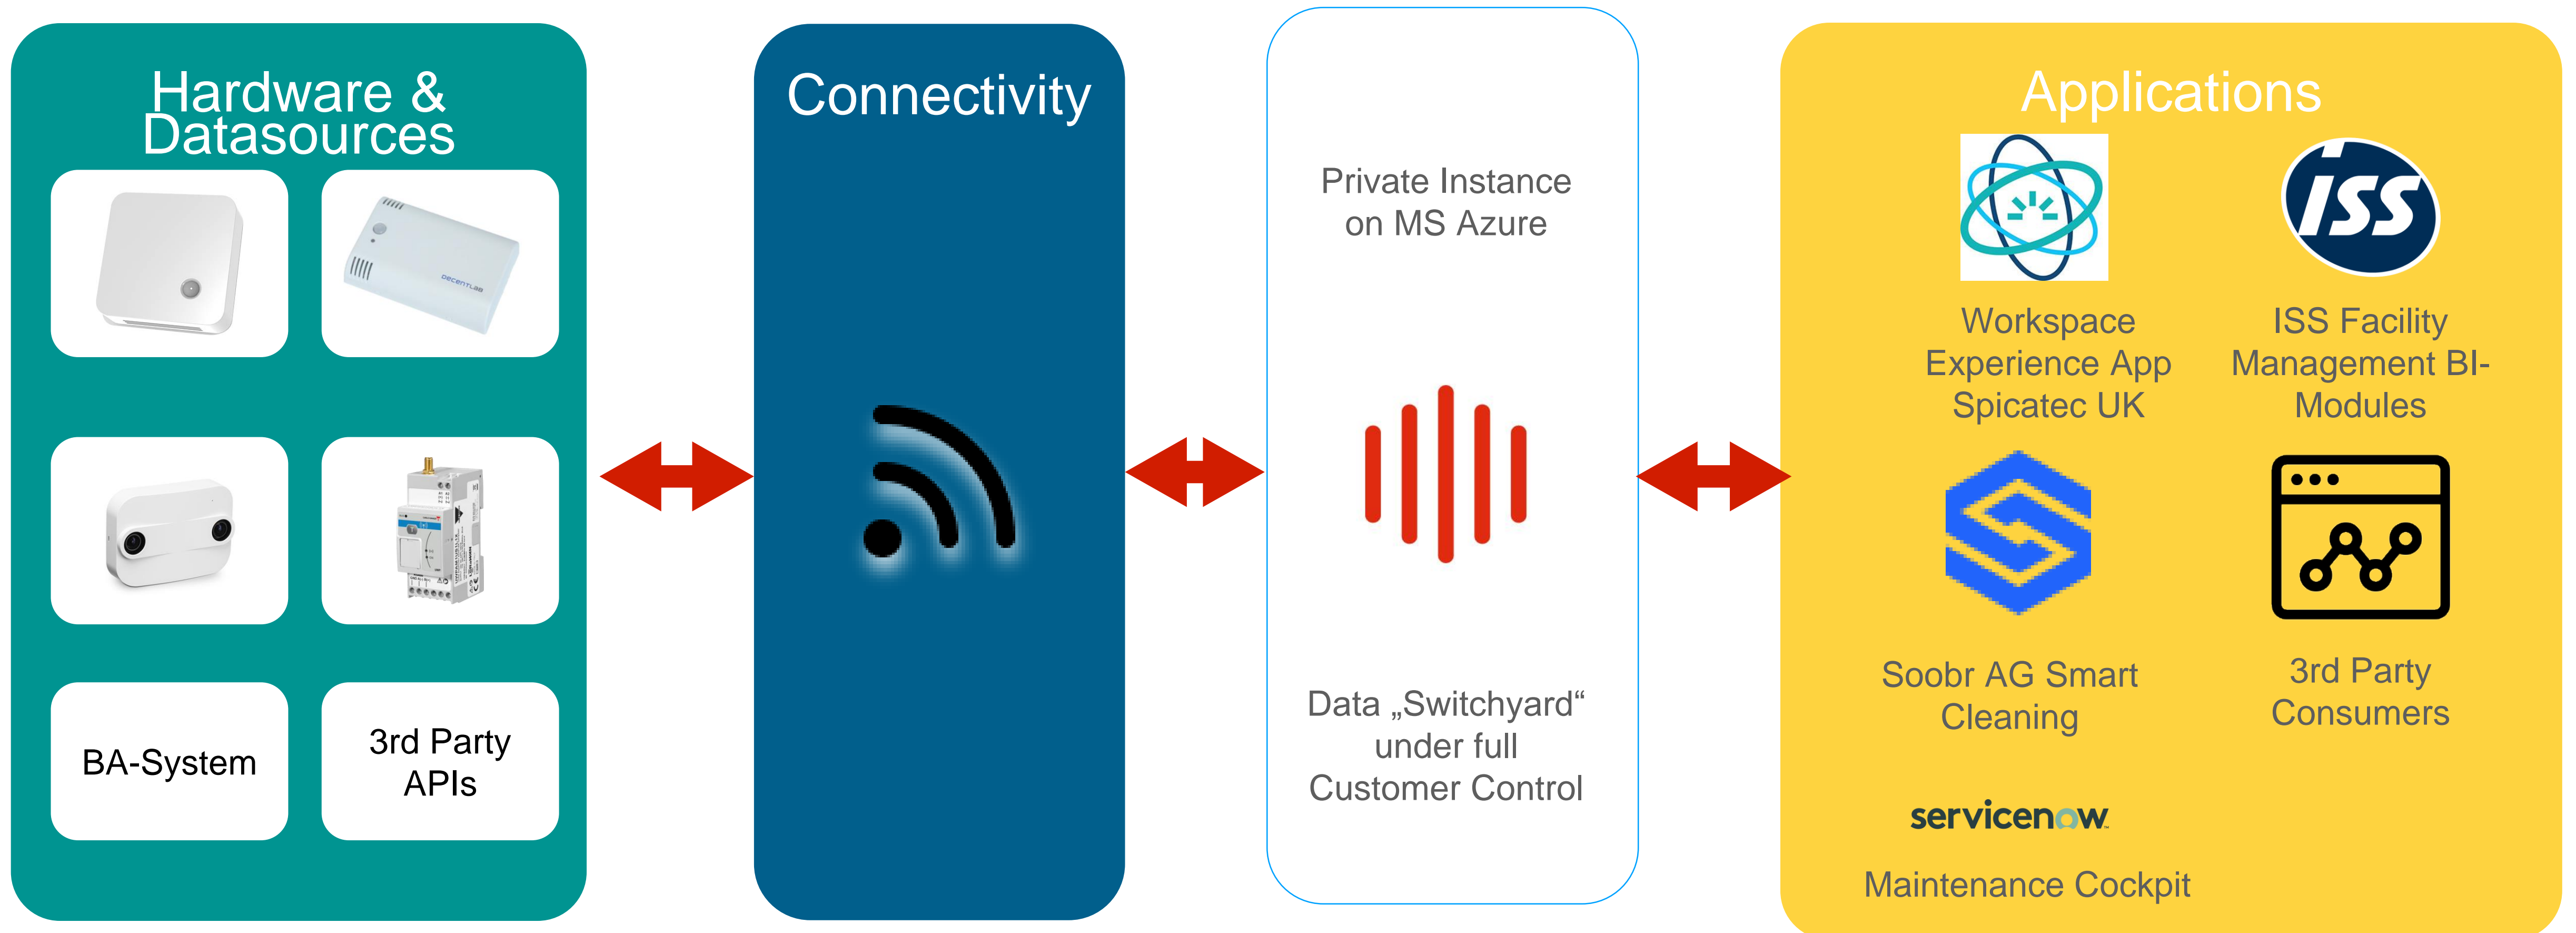 Hardware &
Datasources
DECENTLAB
BA-System
3rd Party
APIs
Connectivity
Private Instance
on MS Azure
Data „Switchyard“
under full
Customer Control
Applications
Workspace
Experience App
Spicatec UK
ISS
ISS Facility
Management BI-
Modules
Soobr AG Smart
Cleaning
3rd Party
Consumers
servicenow
Maintenance Cockpit